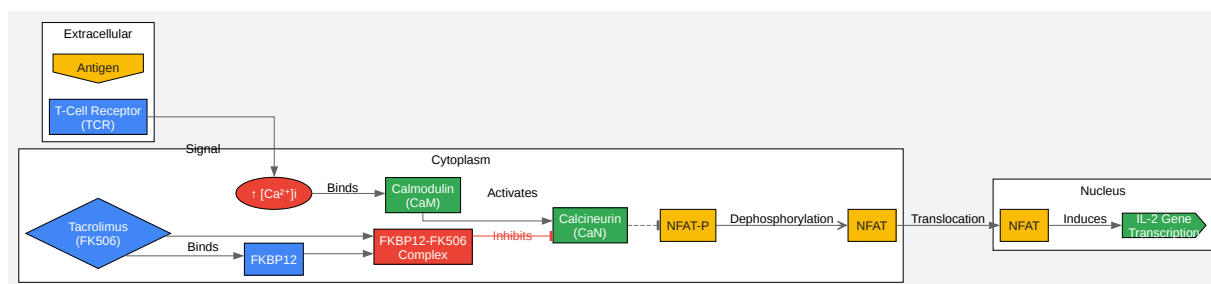 Extracellular
Antigen
T-Cell Receptor
(TCR)
Signal
Cytoplasm
↑ [Ca²⁺]i
Binds
Calmodulin
(CaM)
Activates
Calcineurin
(CaN)
Tacrolimus
(FK506)
Binds
FKBP12
FKBP12-FK506
Complex
Inhibits
NFAT-P
Dephosphorylation
NFAT
Translocation
Nucleus
NFAT
Induces
IL-2 Gene
Transcription